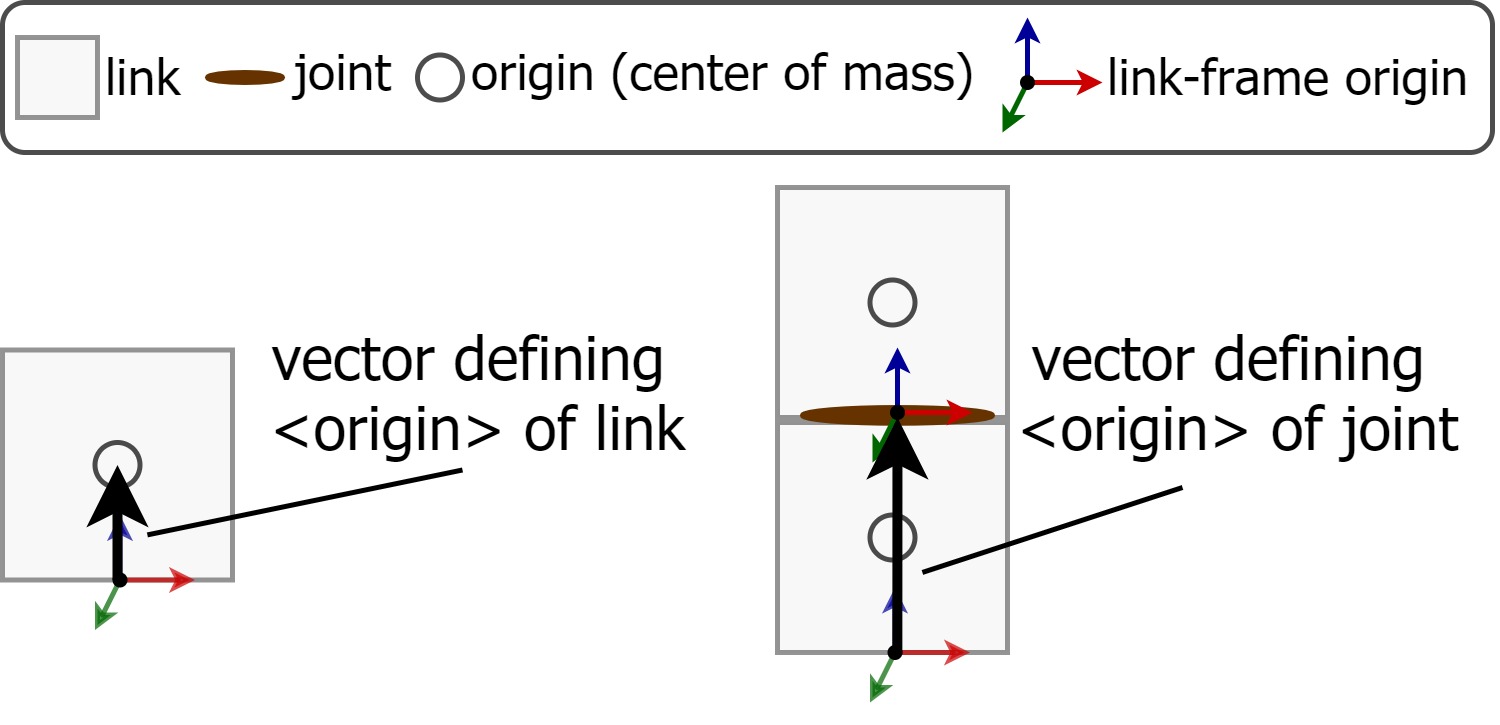 link joint origin (center of mass) link-frame origin
vector defining
<origin> of link
vector defining
<origin> of joint